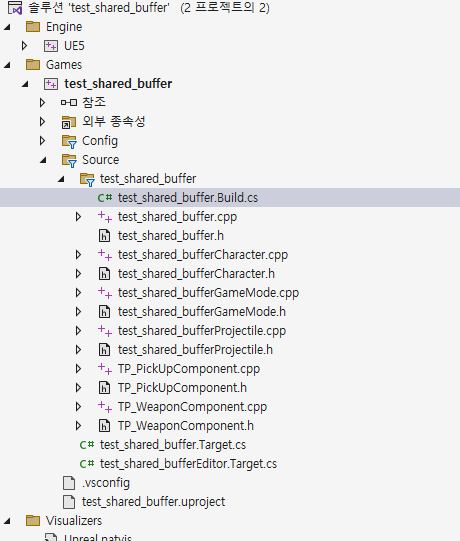 솔루션 'test_shared_buffer' (2 프로젝트의 2)
Engine
UE5
Games
test_shared_buffer
참조
외부 종속성
Config
Source
test_shared_buffer
C# test_shared_buffer.Build.cs
++ test_shared_buffer.cpp
h test_shared_buffer.h
++ test_shared_bufferCharacter.cpp
h test_shared_bufferCharacter.h
++ test_shared_bufferGameMode.cpp
h test_shared_bufferGameMode.h
++ test_shared_bufferProjectile.cpp
h test_shared_bufferProjectile.h
++ TP_PickUpComponent.cpp
h TP_PickUpComponent.h
++ TP_WeaponComponent.cpp
h TP_WeaponComponent.h
C# test_shared_buffer.Target.cs
C# test_shared_bufferEditor.Target.cs
.vsconfig
test_shared_buffer.uproject
Visualizers
Unreal.natvis